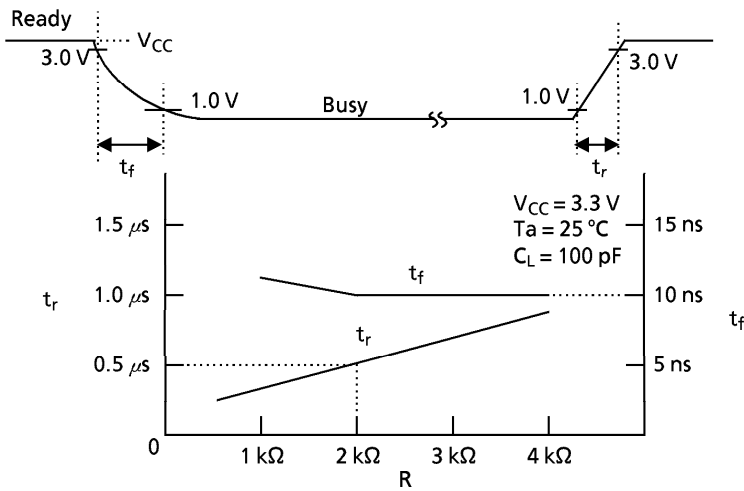 Ready
VCC
3.0 V
1.0 V
Busy
1.0 V
3.0 V
tf
tr
VCC = 3.3 V
Ta = 25 °C
CL = 100 pF
1.5 µs
15 ns
tf
tr
1.0 µs
10 ns
tf
tr
0.5 µs
5 ns
0
1 kΩ
2 kΩ
3 kΩ
4 kΩ
R